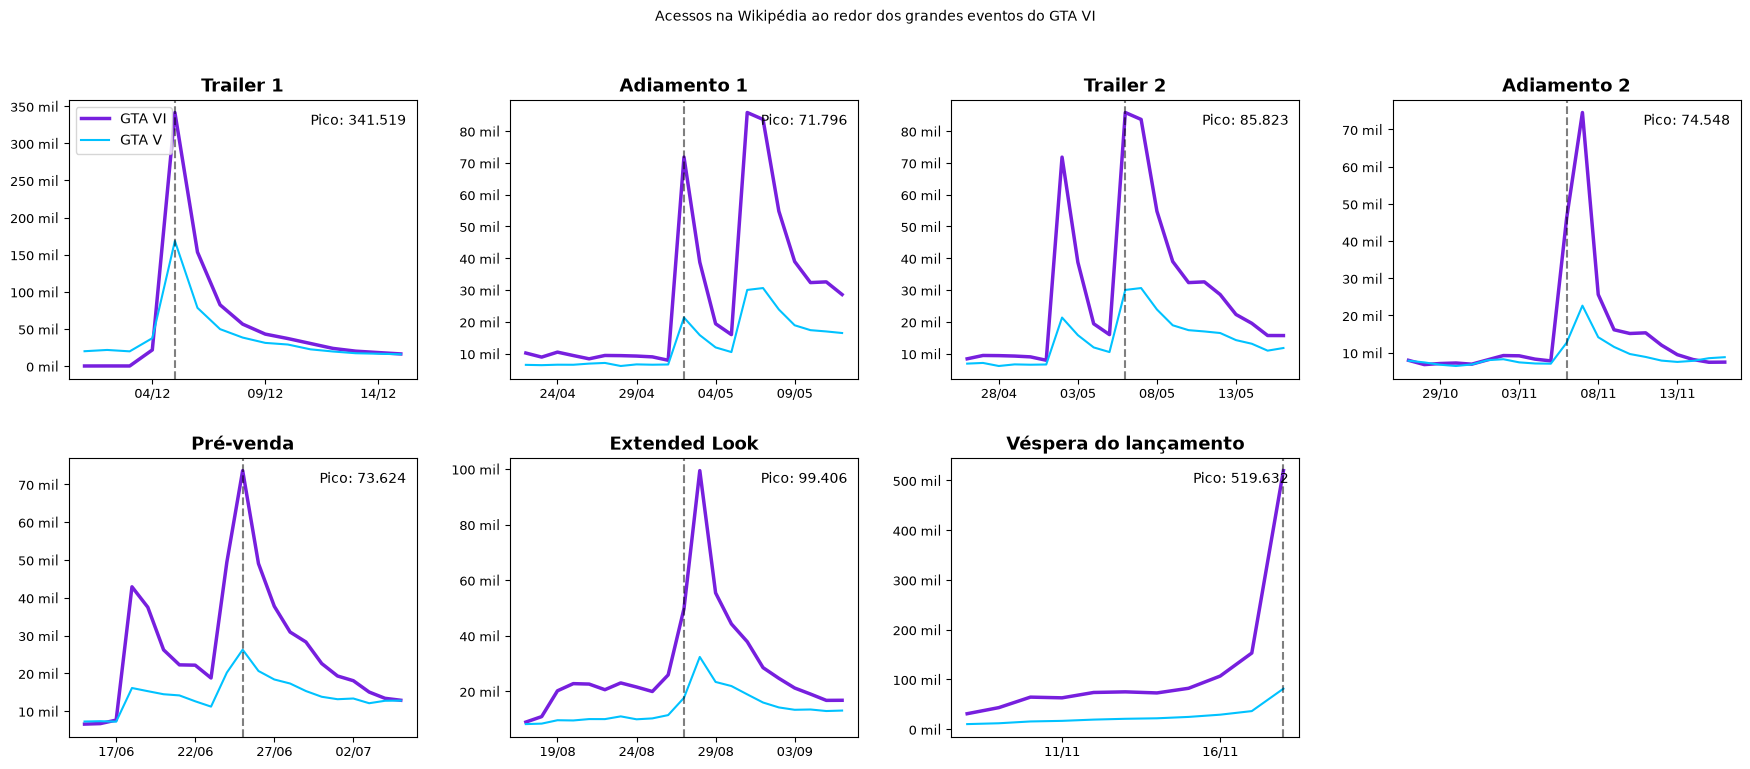 Acessos na Wikipédia ao redor dos grandes eventos do GTA VI
Trailer 1
350 mil
300 mil
250 mil
200 mil
150 mil
100 mil
50 mil
0 mil
GTA VI
GTA V
Pico: 341.519
04/12
09/12
14/12
Adiamento 1
80 mil
70 mil
60 mil
50 mil
40 mil
30 mil
20 mil
10 mil
Pico: 71.796
24/04
29/04
04/05
09/05
Trailer 2
80 mil
70 mil
60 mil
50 mil
40 mil
30 mil
20 mil
10 mil
Pico: 85.823
28/04
03/05
08/05
13/05
Adiamento 2
70 mil
60 mil
50 mil
40 mil
30 mil
20 mil
10 mil
Pico: 74.548
29/10
03/11
08/11
13/11
Pré-venda
70 mil
60 mil
50 mil
40 mil
30 mil
20 mil
10 mil
Pico: 73.624
17/06
22/06
27/06
02/07
Extended Look
100 mil
80 mil
60 mil
40 mil
20 mil
Pico: 99.406
19/08
24/08
29/08
03/09
Véspera do lançamento
500 mil
400 mil
300 mil
200 mil
100 mil
0 mil
Pico: 519.632
11/11
16/11